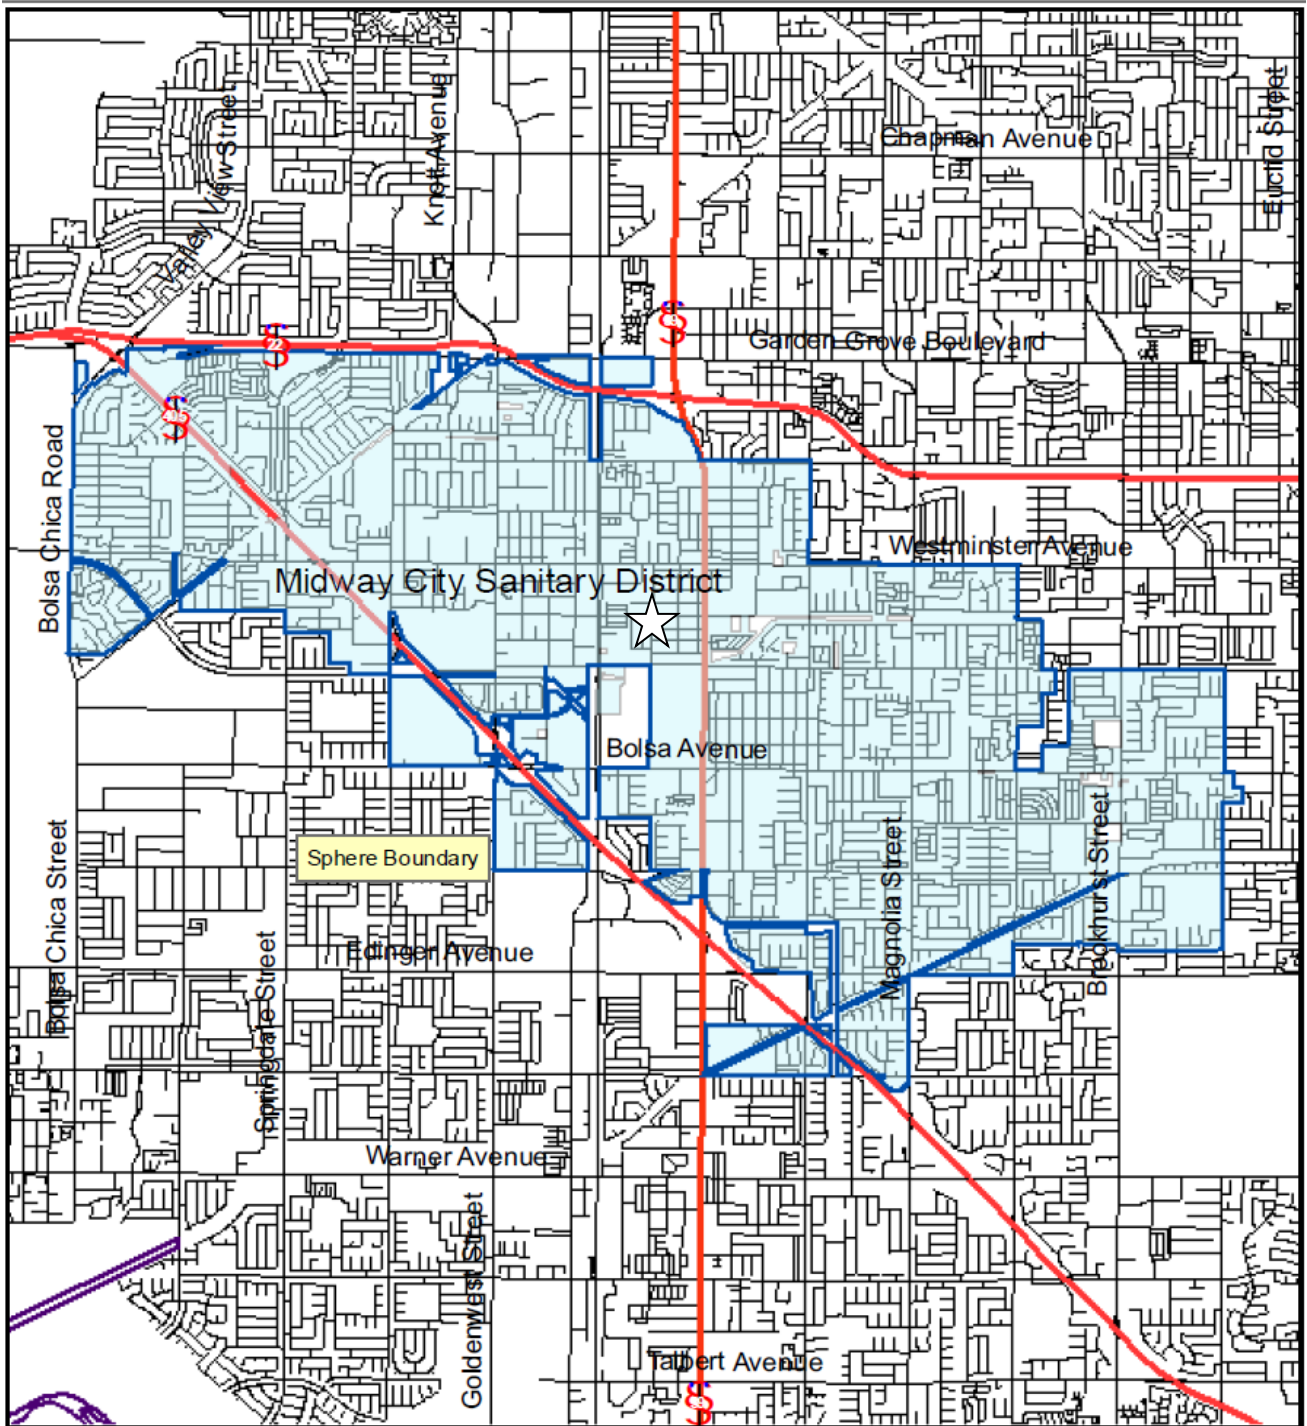 Chapman Avenue
Euclid Street
Knott Avenue
Valley View Street
Garden Grove Boulevard
22
Bolsa Chica Road
Westminster Avenue
Midway City Sanitary District
Bolsa Avenue
Sphere Boundary
Magnolia Street
Brookhurst Street
Bolsa Chica Street
Edinger Avenue
Springdale Street
Warner Avenue
Goldenwest Street
Talbert Avenue